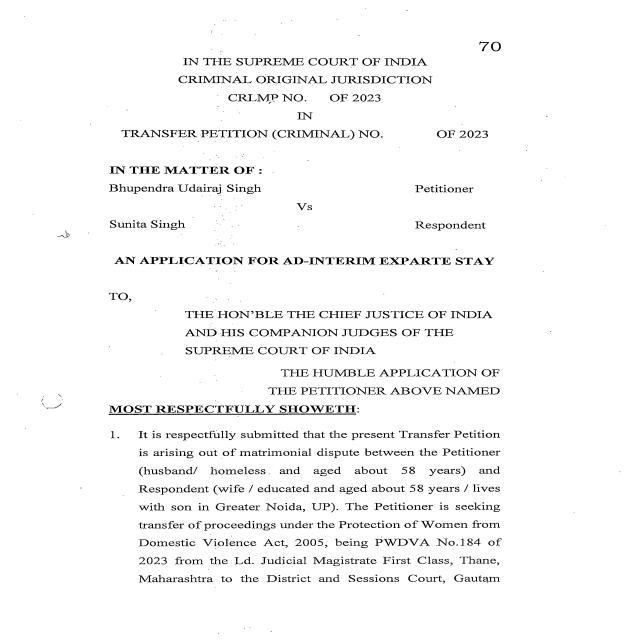 70
IN THE SUPREME COURT OF INDIA
CRIMINAL ORIGINAL JURISDICTION
CRLMP NO. OF 2023
IN
TRANSFER PETITION (CRIMINAL) NO. OF 2023
IN THE MATTER OF :
Bhupendra Udairaj Singh Petitioner
Vs
Sunita Singh Respondent
AN APPLICATION FOR AD-INTERIM EXPARTE STAY
TO,
THE HON'BLE THE CHIEF JUSTICE OF INDIA
AND HIS COMPANION JUDGES OF THE
SUPREME COURT OF INDIA
THE HUMBLE APPLICATION OF
THE PETITIONER ABOVE NAMED
MOST RESPECTFULLY SHOWETH:
1. It is respectfully submitted that the present Transfer Petition
is arising out of matrimonial dispute between the Petitioner
(husband/ homeless and aged about 58 years) and
Respondent (wife / educated and aged about 58 years / lives
with son in Greater Noida, UP). The Petitioner is seeking
transfer of proceedings under the Protection of Women from
Domestic Violence Act, 2005, being PWDVA No.184 of
2023 from the Ld. Judicial Magistrate First Class, Thane,
Maharashtra to the District and Sessions Court, Gautam